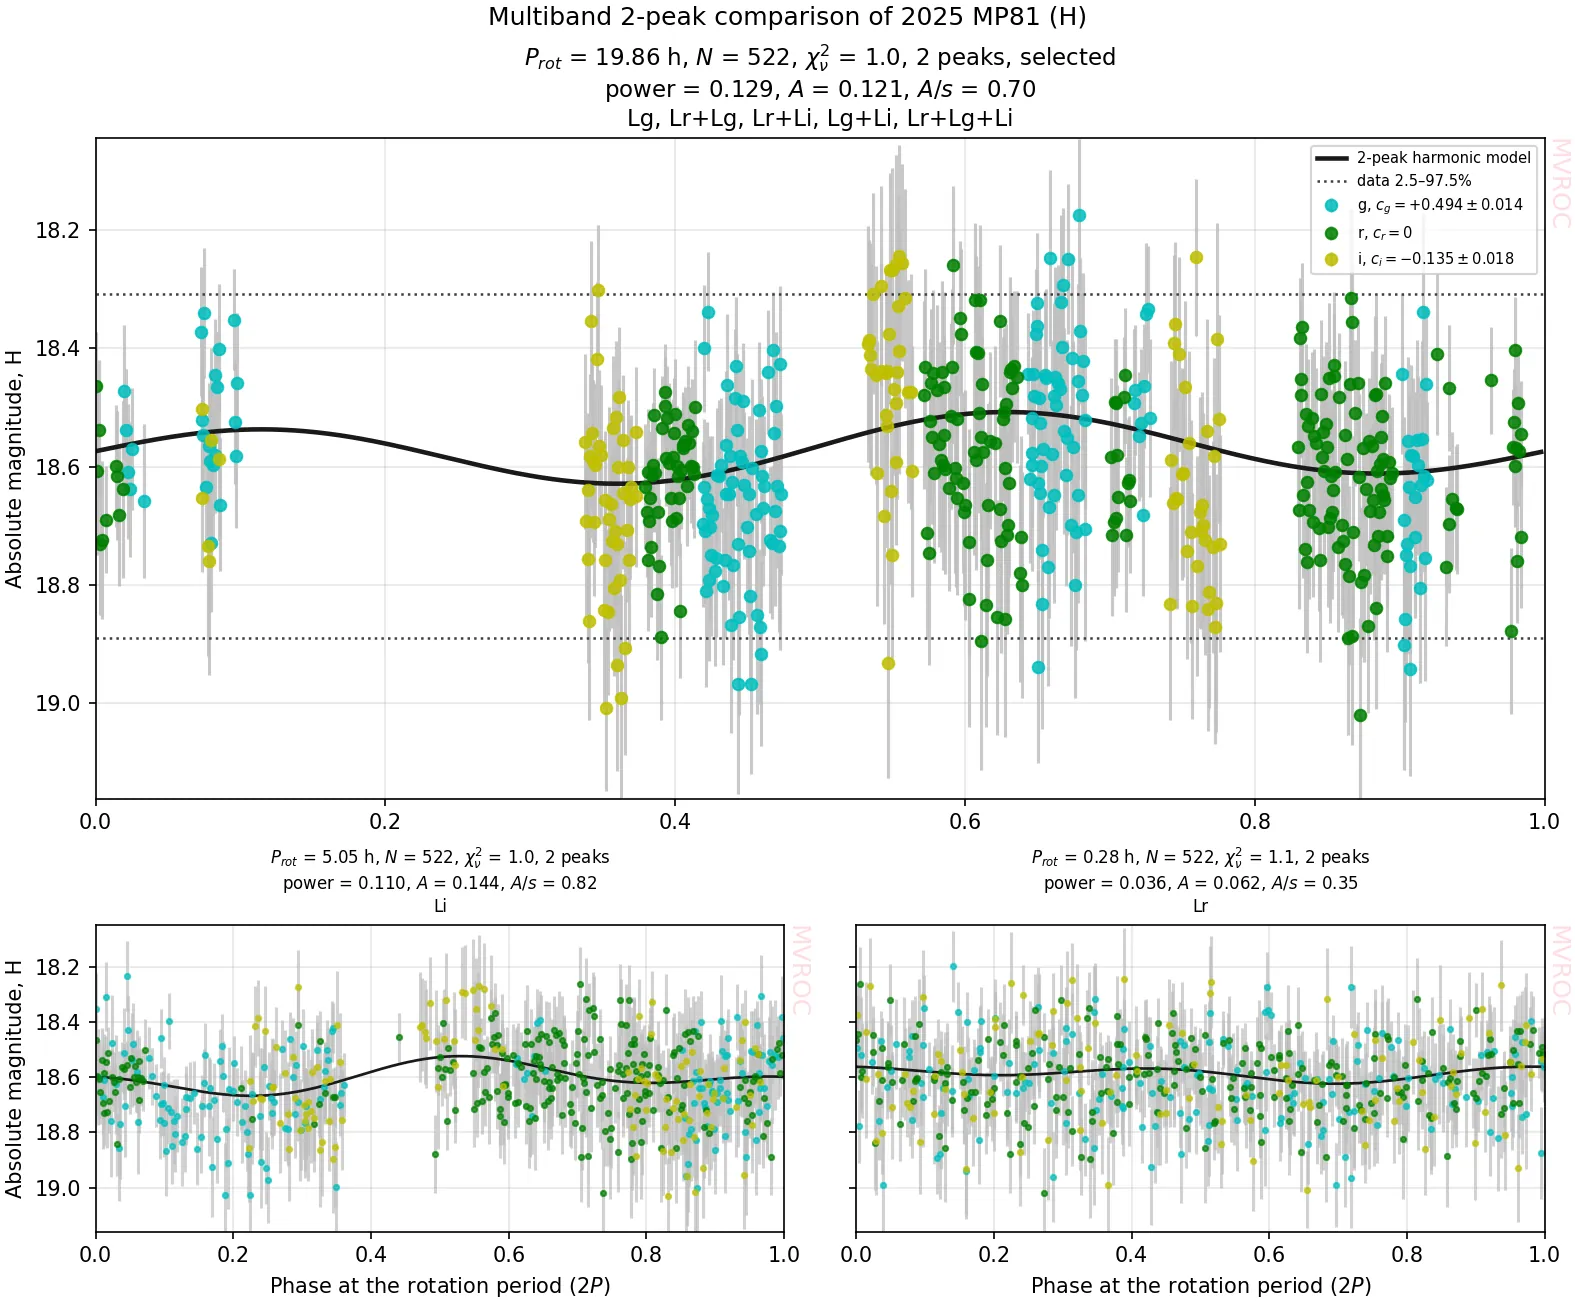 Multiband 2-peak comparison of 2025 MP81 (H)
P_rot = 19.86 h, N = 522, χ²_ν = 1.0, 2 peaks, selected
power = 0.129, A = 0.121, A/s = 0.70
Lg, Lr+Lg, Lr+Li, Lg+Li, Lr+Lg+Li
2-peak harmonic model
data 2.5–97.5%
g, c_g = +0.494 ± 0.014
r, c_r = 0
i, c_i = −0.135 ± 0.018
MVROC
Absolute magnitude, H
18.2
18.4
18.6
18.8
19.0
0.0 0.2 0.4 0.6 0.8 1.0
P_rot = 5.05 h, N = 522, χ²_ν = 1.0, 2 peaks
power = 0.110, A = 0.144, A/s = 0.82
Li
MVROC
Absolute magnitude, H
18.2
18.4
18.6
18.8
19.0
0.0 0.2 0.4 0.6 0.8 1.0
Phase at the rotation period (2P)
P_rot = 0.28 h, N = 522, χ²_ν = 1.1, 2 peaks
power = 0.036, A = 0.062, A/s = 0.35
Lr
MVROC
0.0 0.2 0.4 0.6 0.8 1.0
Phase at the rotation period (2P)